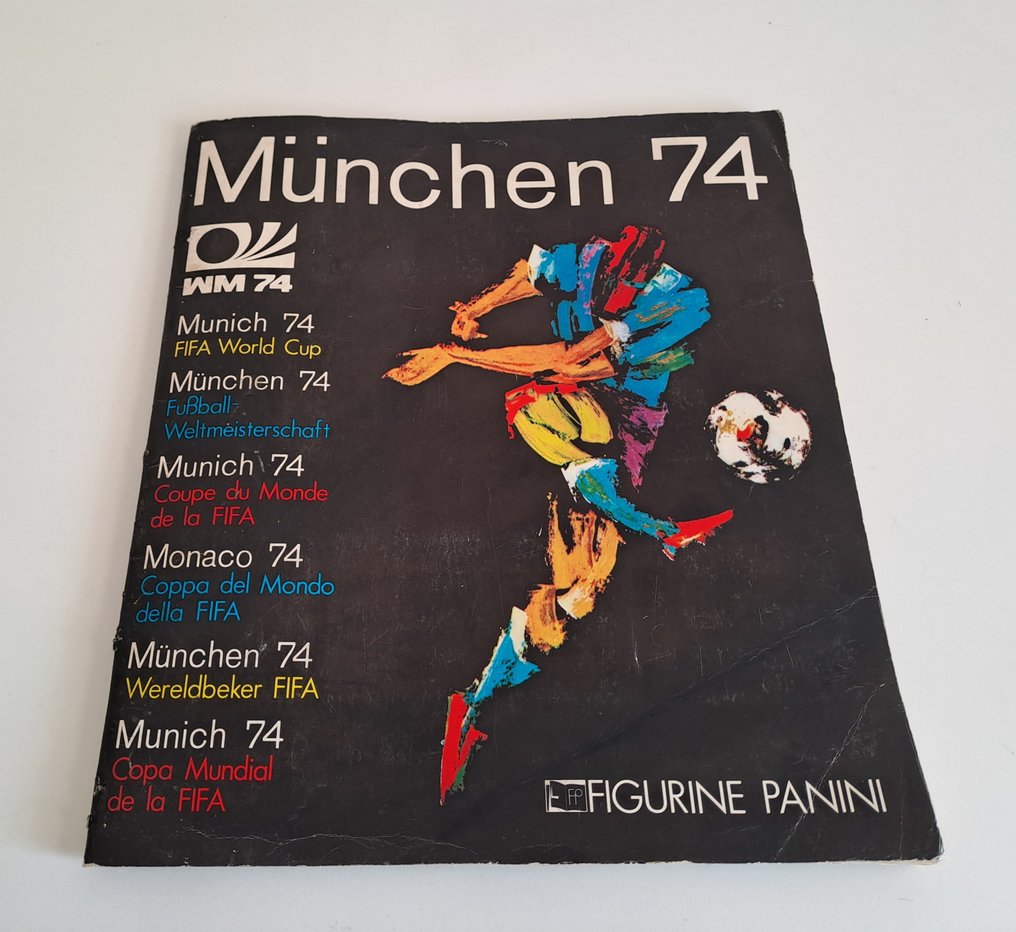 München 74
WM 74
Munich 74
FIFA World Cup
München 74
Fußball-
Weltmeisterschaft
Munich 74
Coupe du Monde
de la FIFA
Monaco 74
Coppa del Mondo
della FIFA
München 74
Wereldbeker FIFA
Munich 74
Copa Mundial
de la FIFA
FIGURINE PANINI